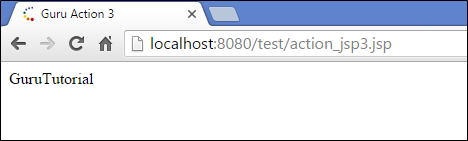 Guru Action 3
localhost:8080/test/action_jsp3.jsp
GuruTutorial